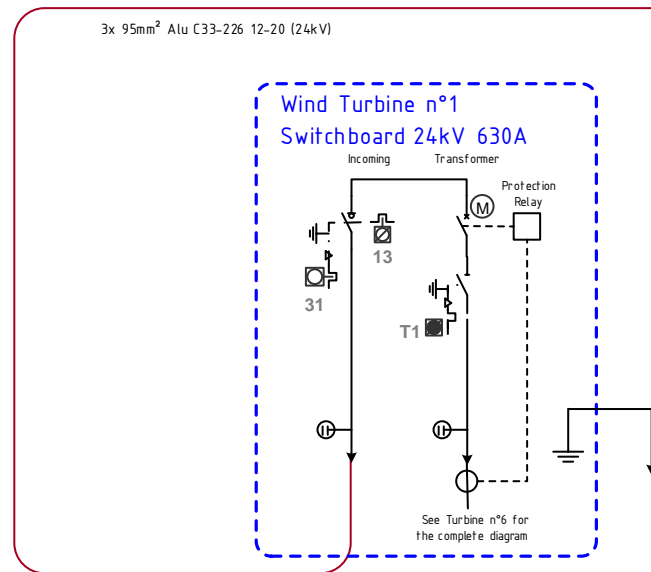 3x 95mm² Alu C33-226 12-20 (24kV)
Wind Turbine n°1
Switchboard 24kV 630A
Incoming
Transformer
Protection
Relay
M
13
31
T1
See Turbine n°6 for
the complete diagram